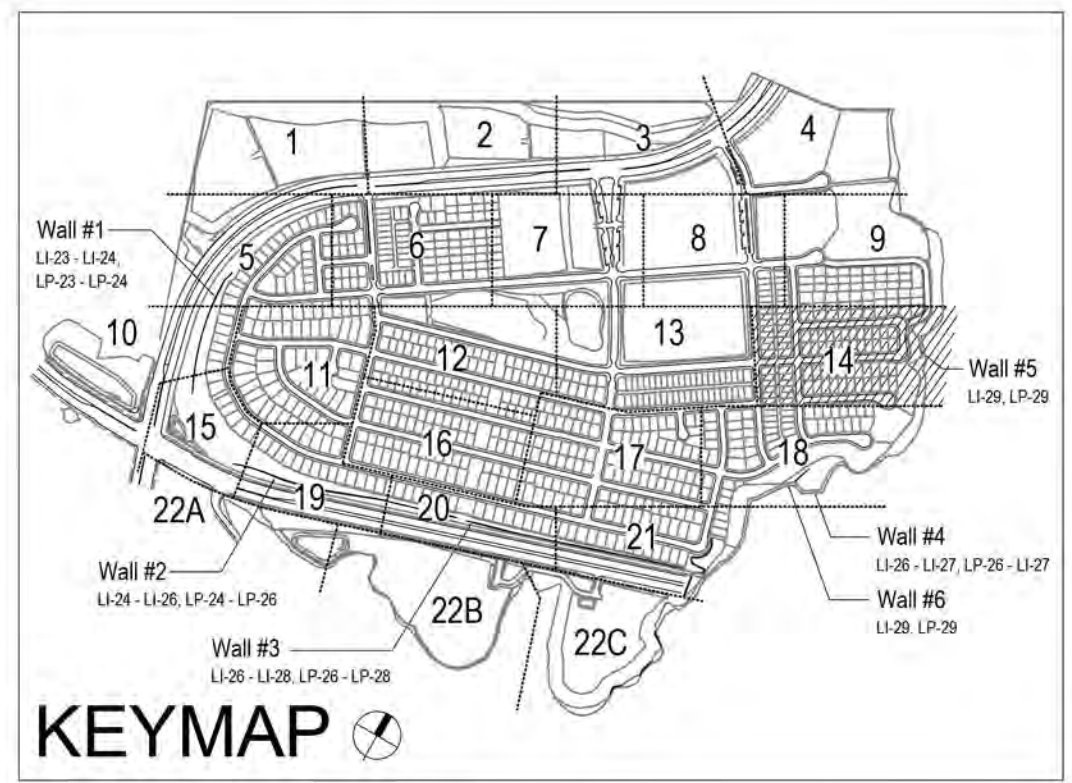 1
2
3
4
Wall #1
LI-23 - LI-24,
LP-23 - LP-24
5
6
7
8
9
10
11
12
13
14
Wall #5
LI-29, LP-29
15
16
17
18
22A
19
20
21
Wall #4
LI-26 - LI-27, LP-26 - LI-27
Wall #2
LI-24 - LI-26, LP-24 - LP-26
22B
22C
Wall #6
LI-29. LP-29
Wall #3
LI-26 - LI-28, LP-26 - LP-28
KEYMAP